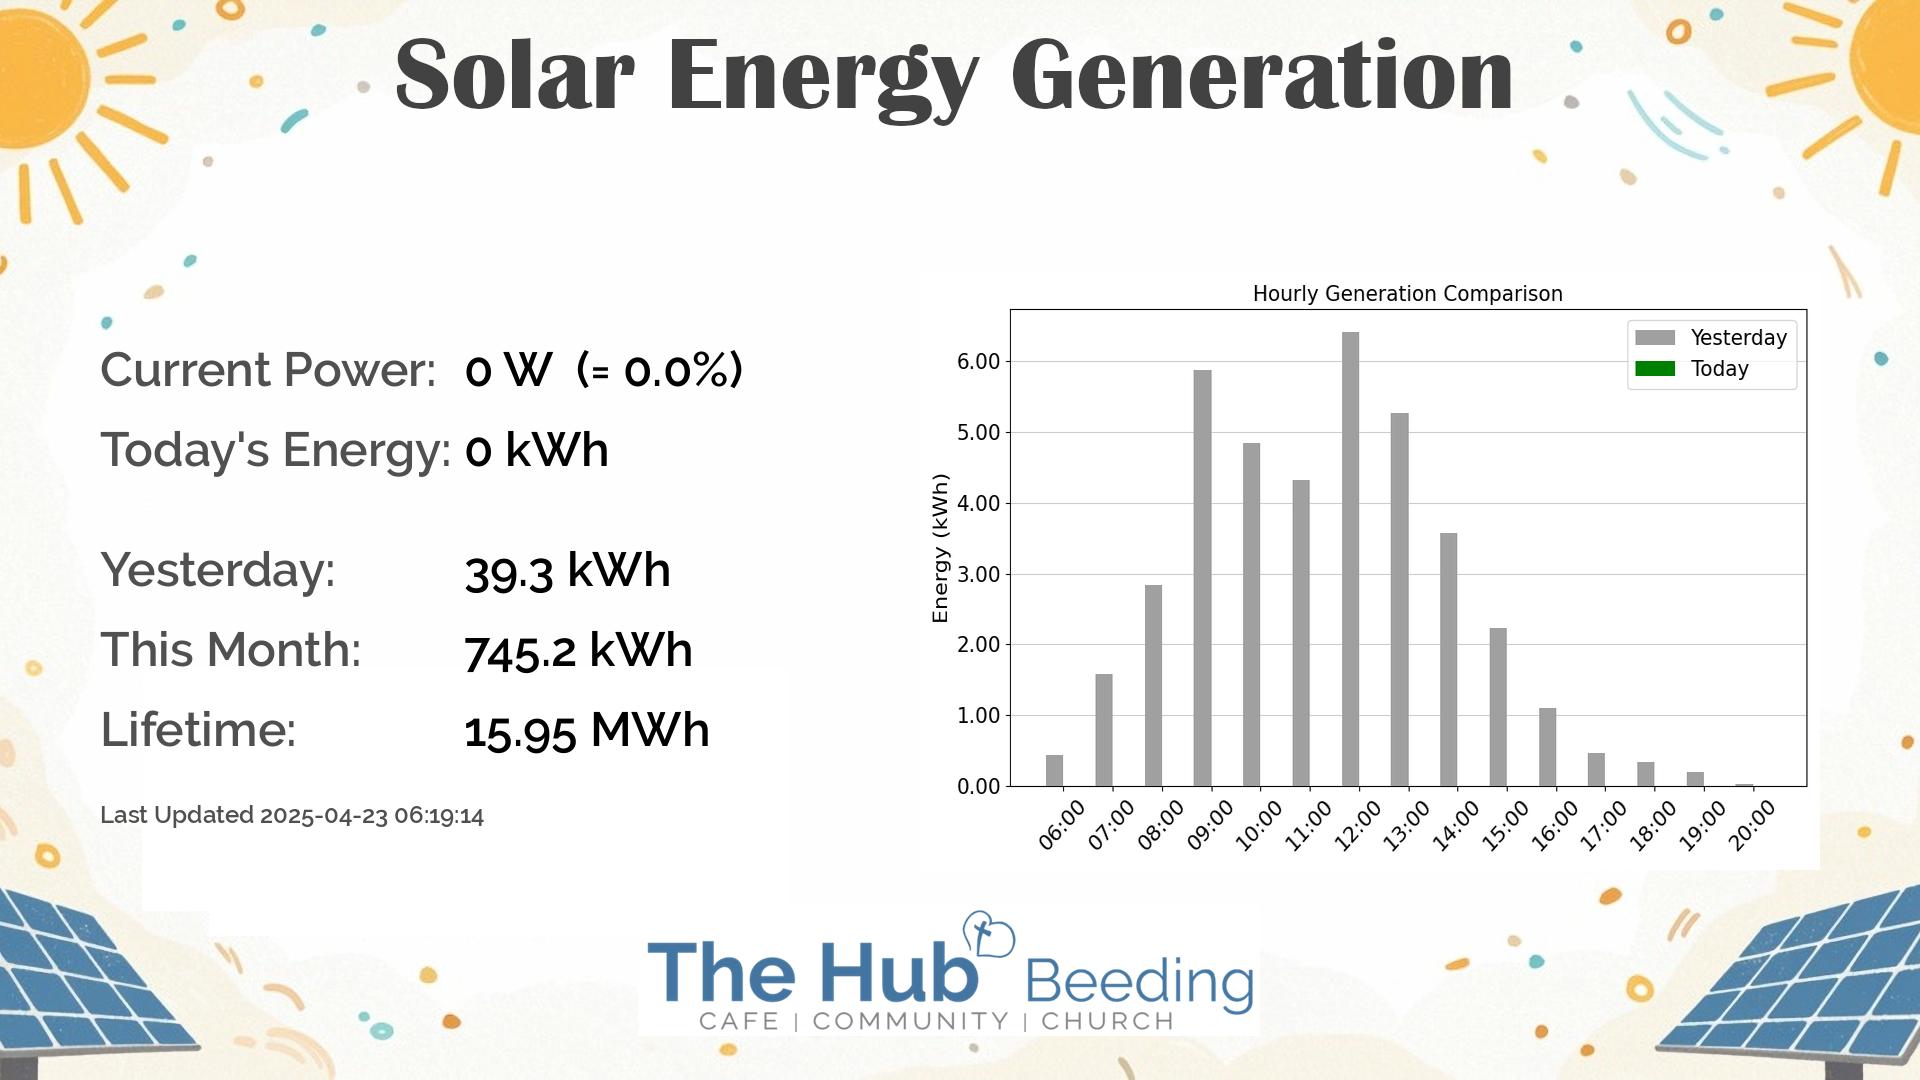 Solar Energy Generation
Current Power: 0 W (= 0.0%)
Today's Energy: 0 kWh
Yesterday: 39.3 kWh
This Month: 745.2 kWh
Lifetime: 15.95 MWh
Last Updated 2025-04-23 06:19:14
Hourly Generation Comparison
Yesterday
Today
Energy (kWh)
6.00
5.00
4.00
3.00
2.00
1.00
0.00
06:00 07:00 08:00 09:00 10:00 11:00 12:00 13:00 14:00 15:00 16:00 17:00 18:00 19:00 20:00
The Hub Beeding
CAFE | COMMUNITY | CHURCH